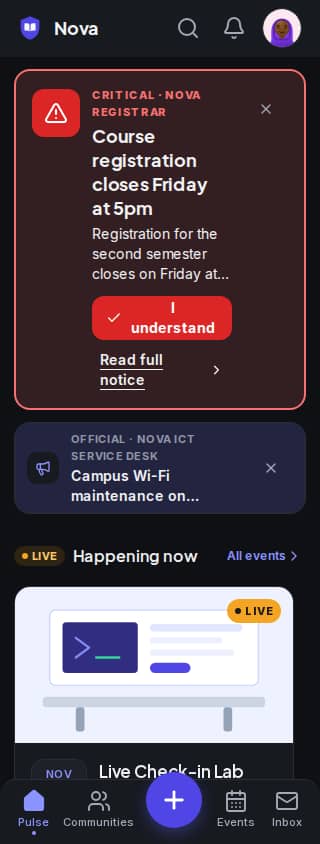 Nova
CRITICAL · NOVA
REGISTRAR
Course
registration
closes Friday
at 5pm
Registration for the
second semester
closes on Friday at...
I
understand
Read full
notice
OFFICIAL · NOVA ICT
SERVICE DESK
Campus Wi-Fi
maintenance on...
LIVE Happening now All events
LIVE
NOV Live Check-in Lab
Pulse Communities Events Inbox